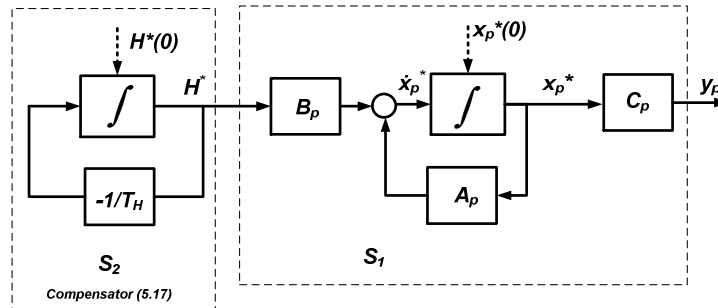 H*(0)
x_p*(0)
∫
H*
B_p
ẋ_p*
∫
x_p*
C_p
y_p
-1/T_H
A_p
S_2
S_1
Compensator (5.17)